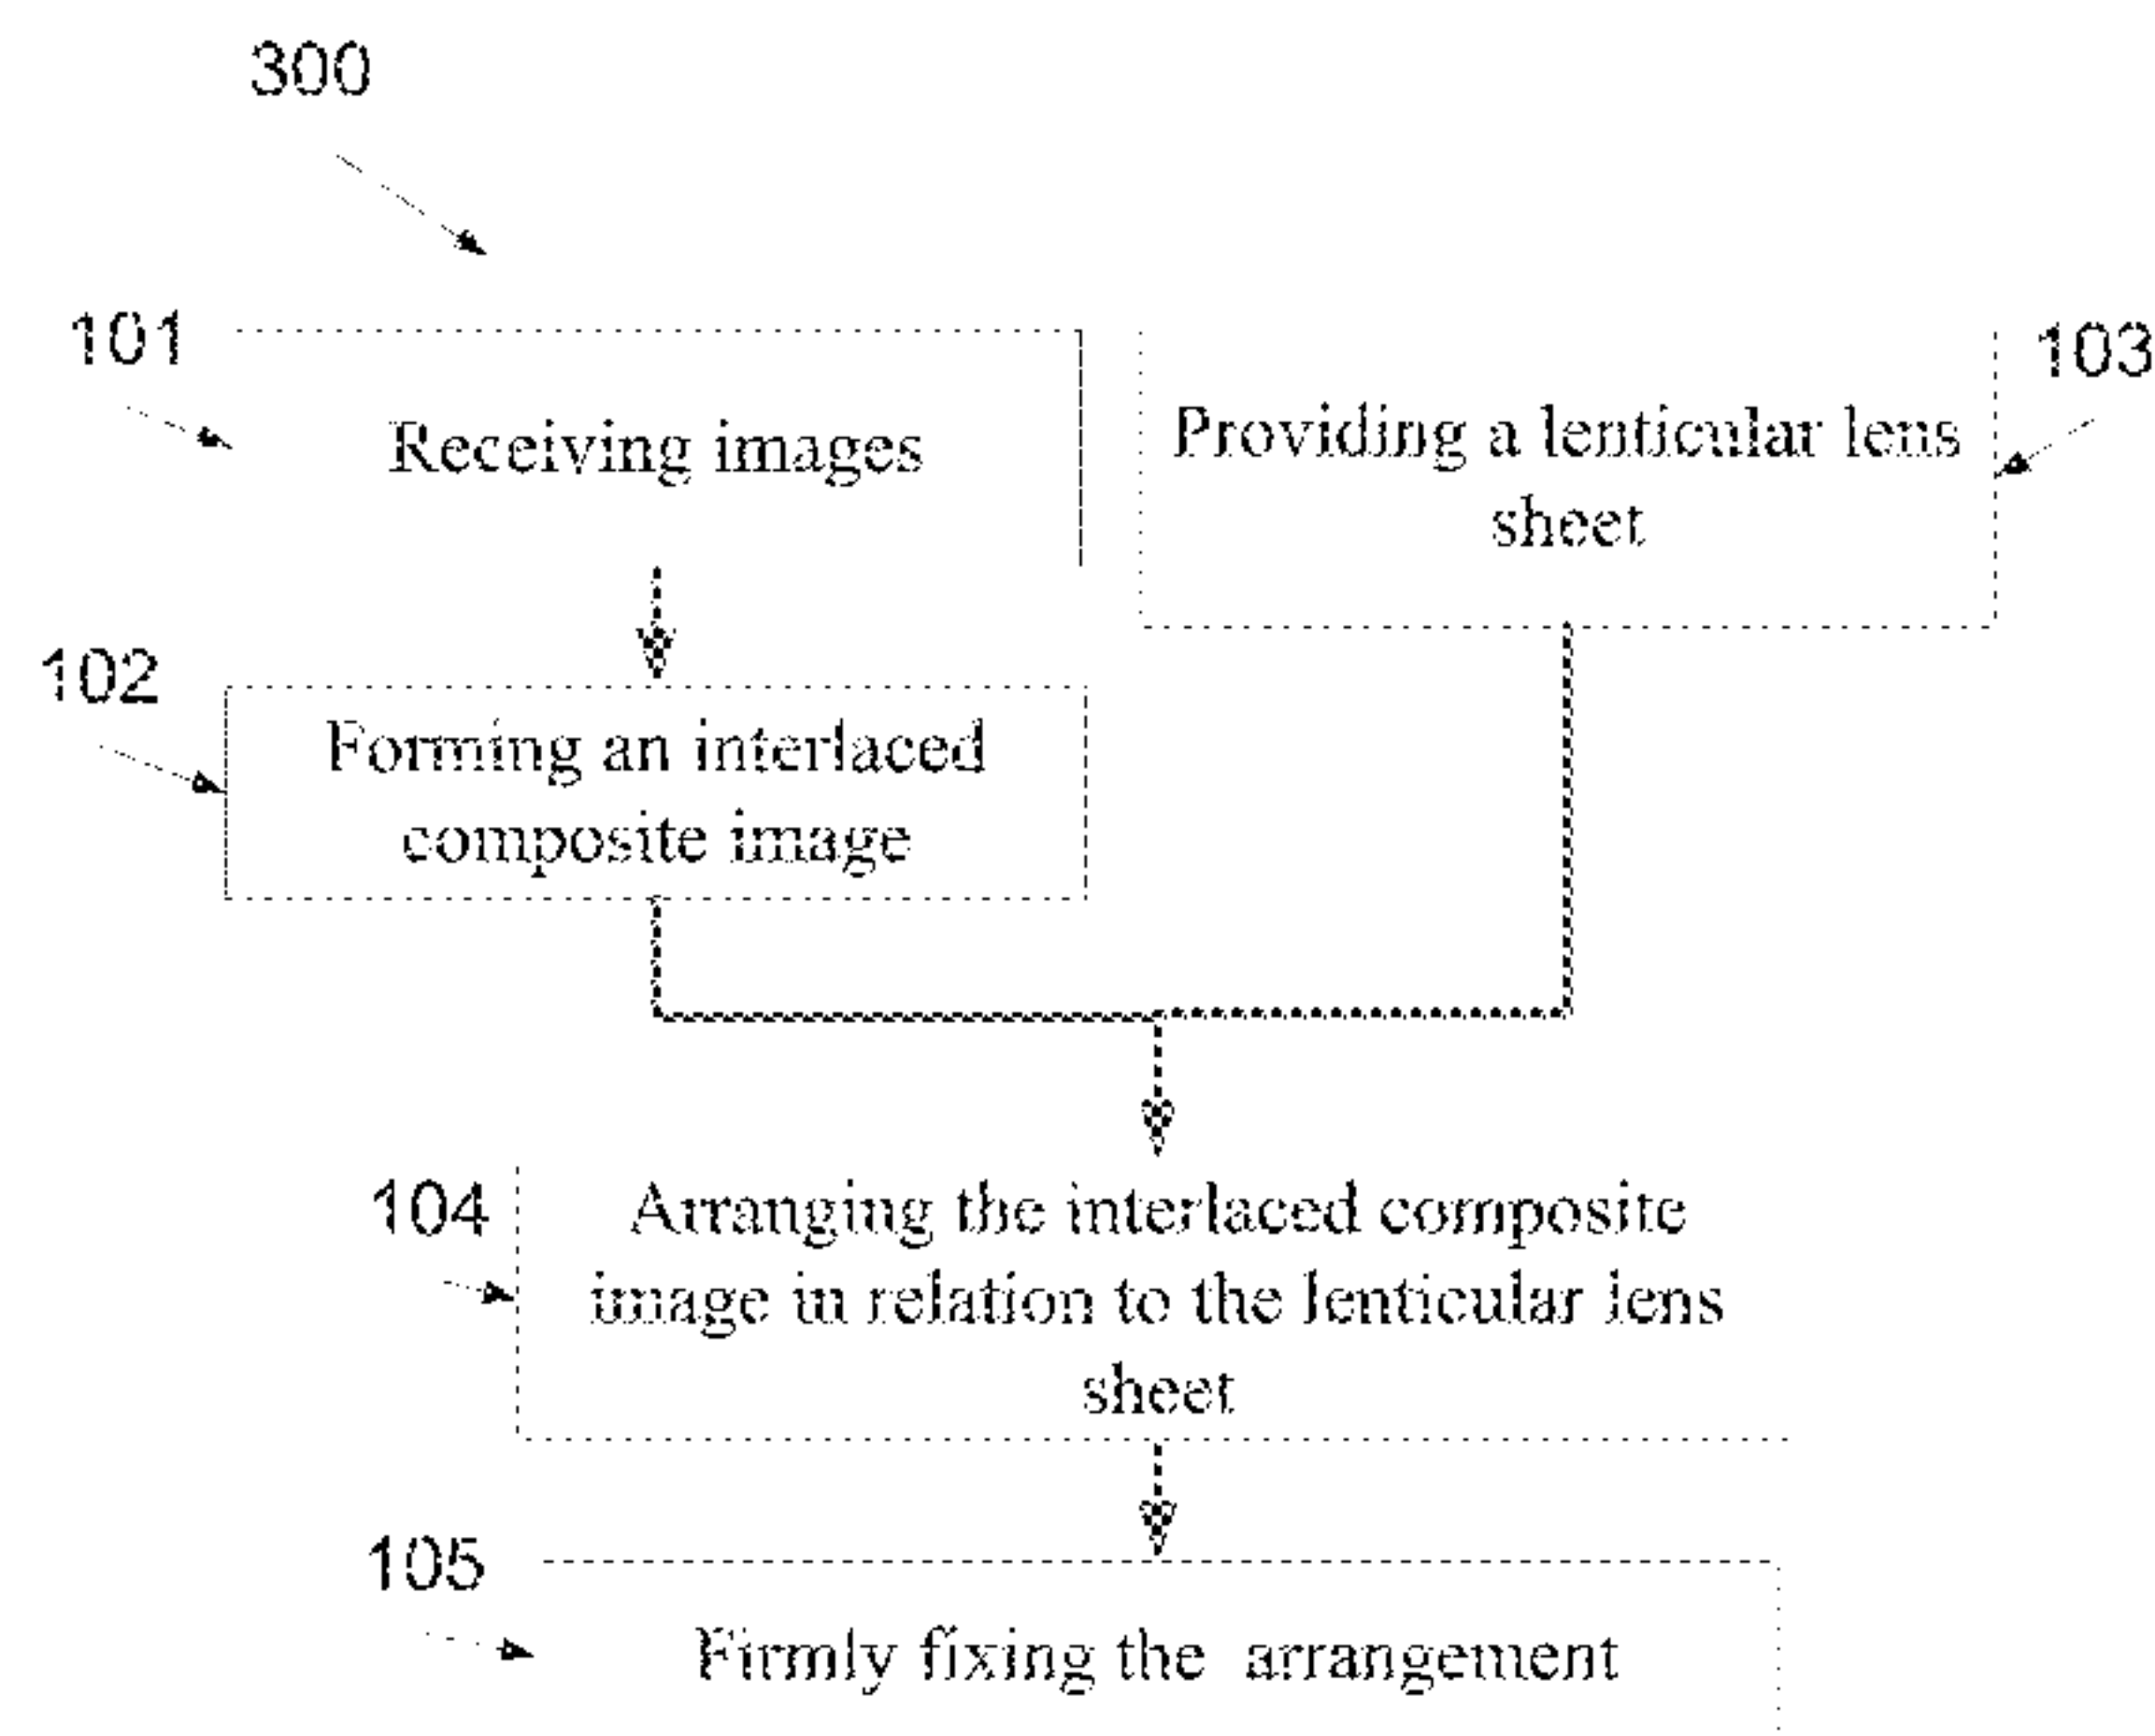 300
101
Receiving images
103
Providing a lenticular lens
sheet
102
Forming an interlaced
composite image
104
Arranging the interlaced composite
image in relation to the lenticular lens
sheet
105
Firmly fixing the arrangement